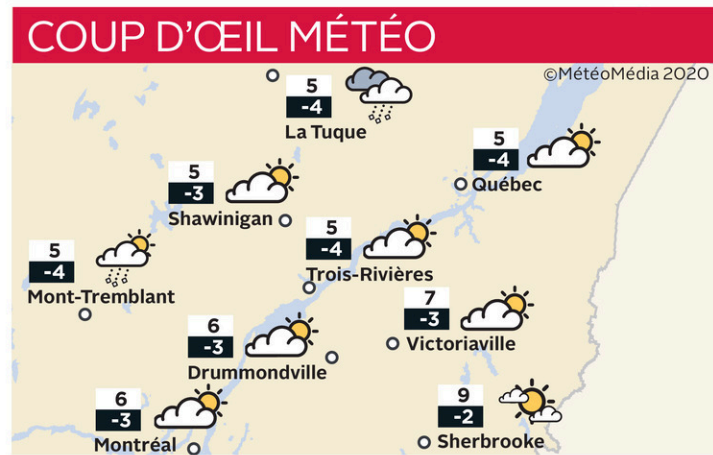 COUP D'ŒIL MÉTÉO
©MétéoMédia 2020
5
-4
La Tuque
5
-4
Québec
5
-3
Shawinigan
5
-4
Trois-Rivières
5
-4
Mont-Tremblant
7
-3
Victoriaville
6
-3
Drummondville
6
-3
Montréal
9
-2
Sherbrooke